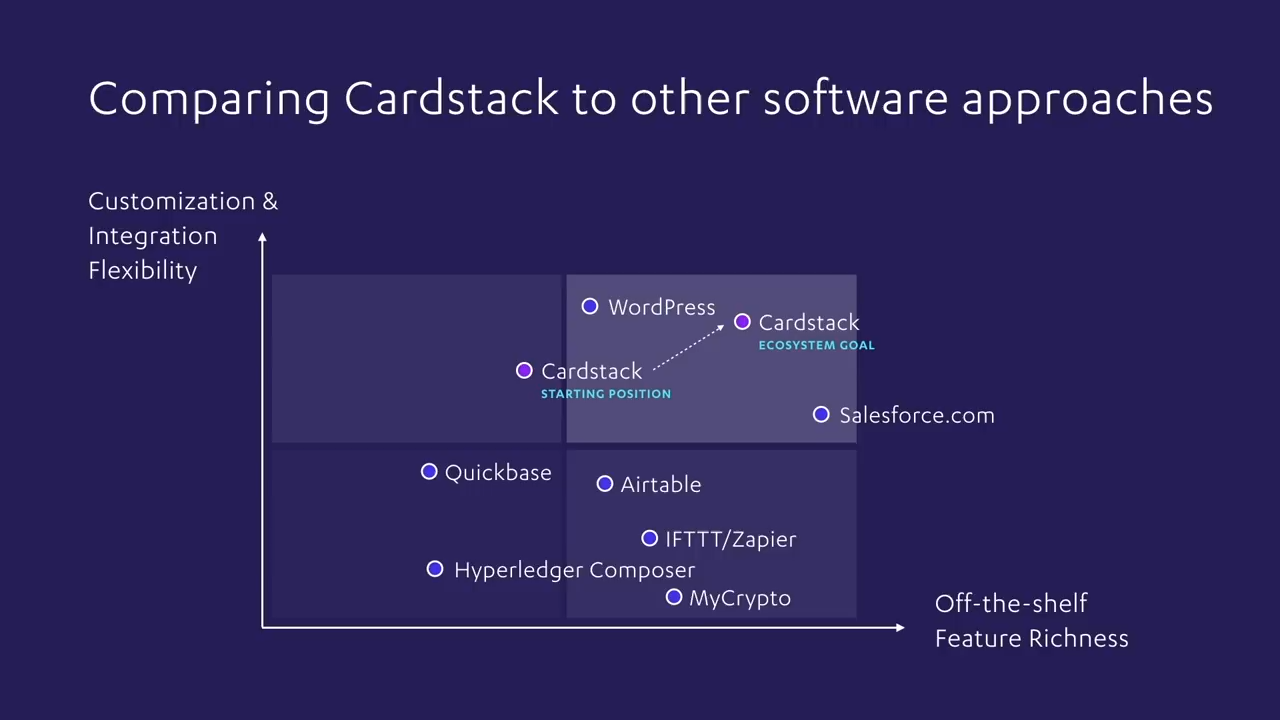 Comparing Cardstack to other software approaches
Customization &
Integration
Flexibility
WordPress
Cardstack
ECOSYSTEM GOAL
Cardstack
STARTING POSITION
Salesforce.com
Quickbase
Airtable
IFTTT/Zapier
Hyperledger Composer
MyCrypto
Off-the-shelf
Feature Richness